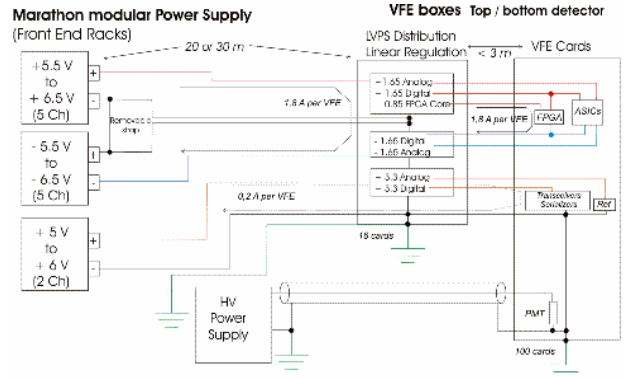 Marathon modular Power Supply
(Front End Racks)
VFE boxes Top / bottom detector
20 or 30 m
LVPS Distribution
Linear Regulation
< 3 m
VFE Cards
+5.5 V
to
+ 6.5 V
(5 Ch)
+
-
Removable
strap
1,8 A per VFE
+ 1.65 Analog
+ 1.65 Digital
0.85 FPGA Core
1,8 A per VFE
FPGA
ASICs
- 5.5 V
to
- 6.5 V
(5 Ch)
+
-
- 1.65 Digital
- 1.65 Analog
0,2 A per VFE
+ 3.3 Analog
+ 3.3 Digital
Transceivers
Serializers
Ref
+ 5 V
to
+ 6 V
(2 Ch)
+
-
16 cards
HV
Power
Supply
PMT
100 cards